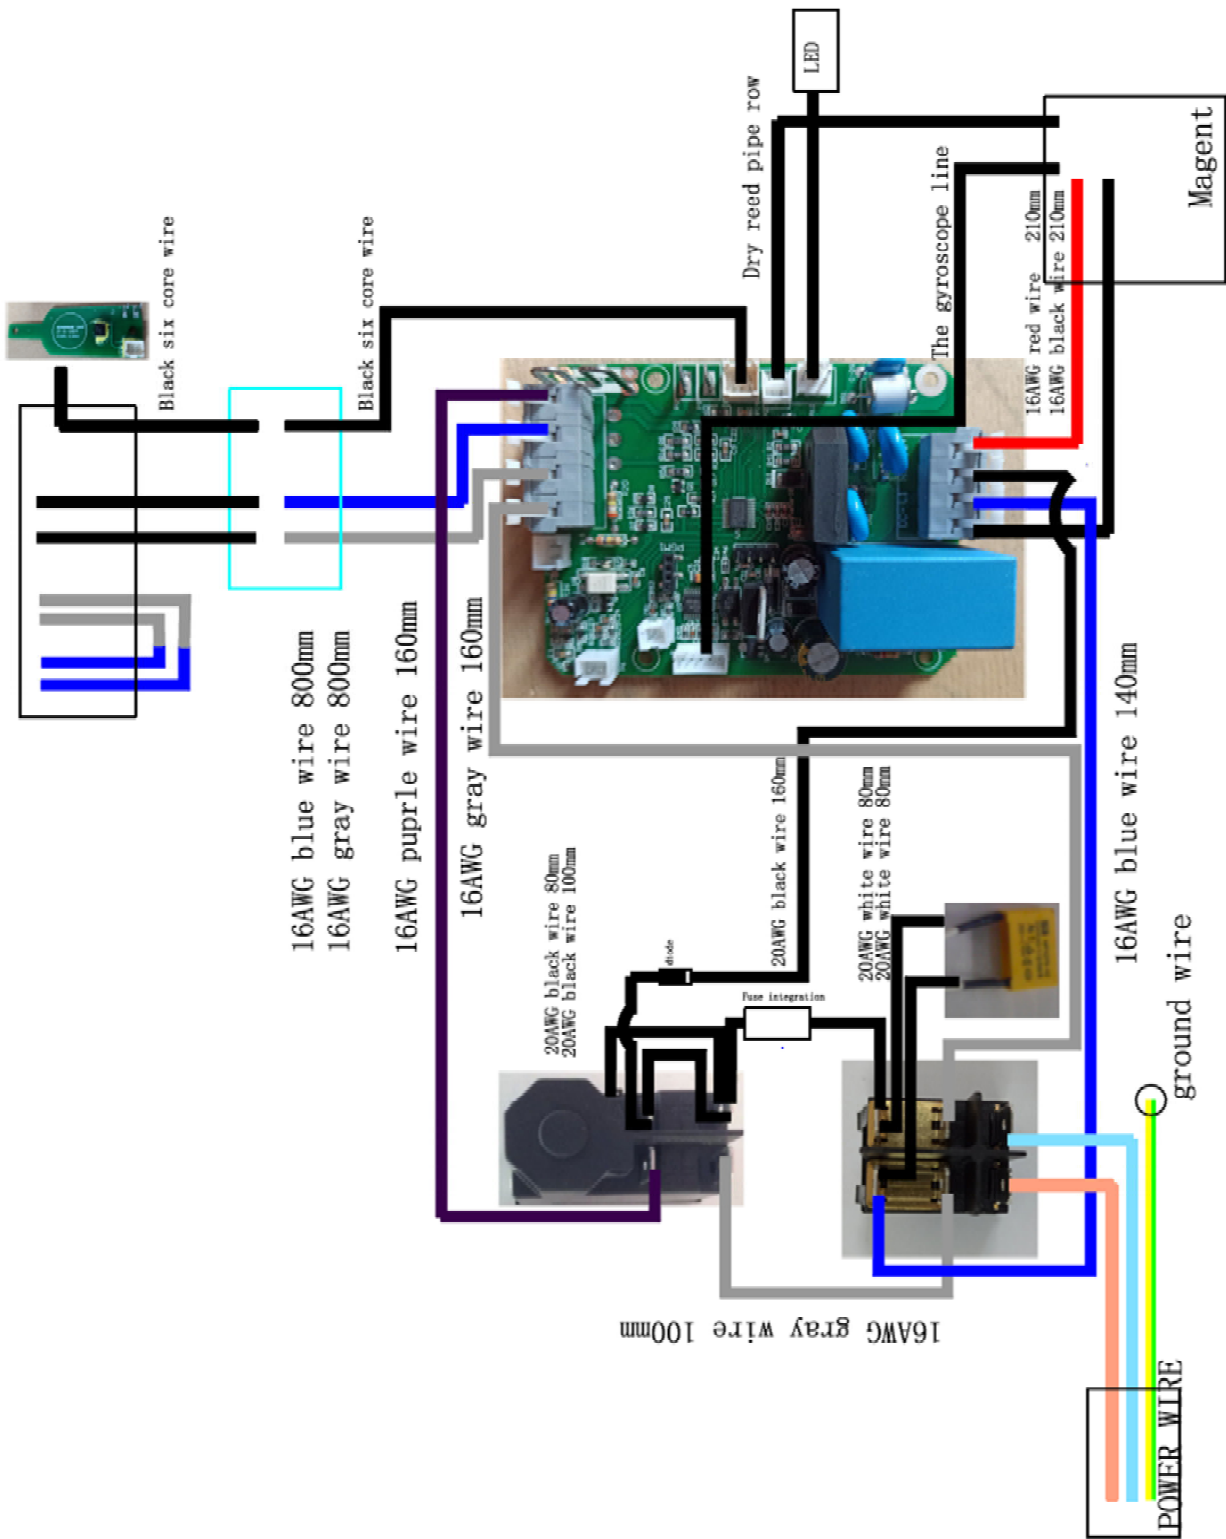 LED
Magent
Dry reed pipe row
The gyroscope line
16AWG red wire 210mm
16AWG black wire 210mm
Black six core wire
Black six core wire
16AWG blue wire 800mm
16AWG gray wire 800mm
16AWG puprle wire 160mm
16AWG gray wire 160mm
20AWG black wire 80mm
20AWG black wire 100mm
diode
20AWG black wire 160mm
Fuse integration
20AWG white wire 80mm
20AWG white wire 80mm
16AWG blue wire 140mm
ground wire
16AWG gray wire 100mm
POWER WIRE